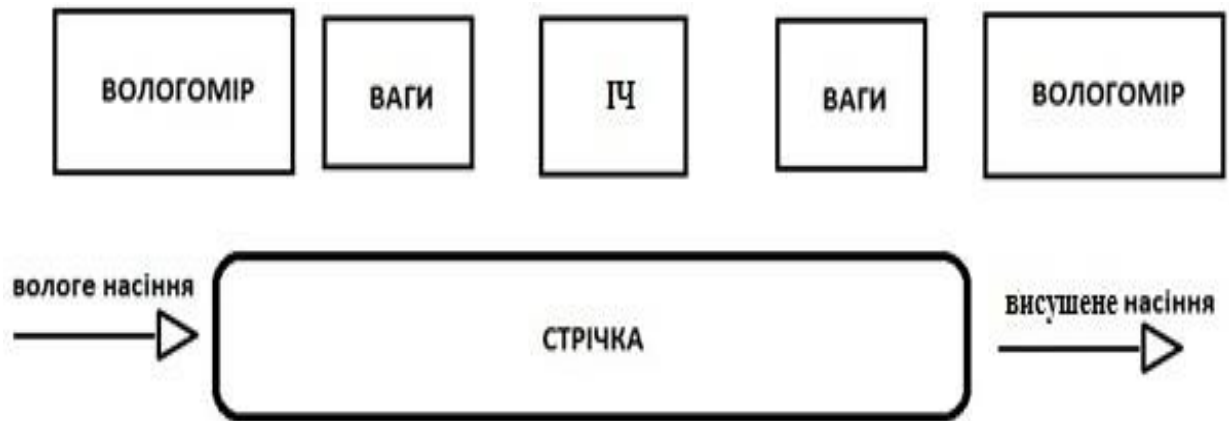 ВОЛОГОМІР
ВАГИ
ІЧ
ВАГИ
ВОЛОГОМІР
вологе насіння
СТРІЧКА
висушене насіння